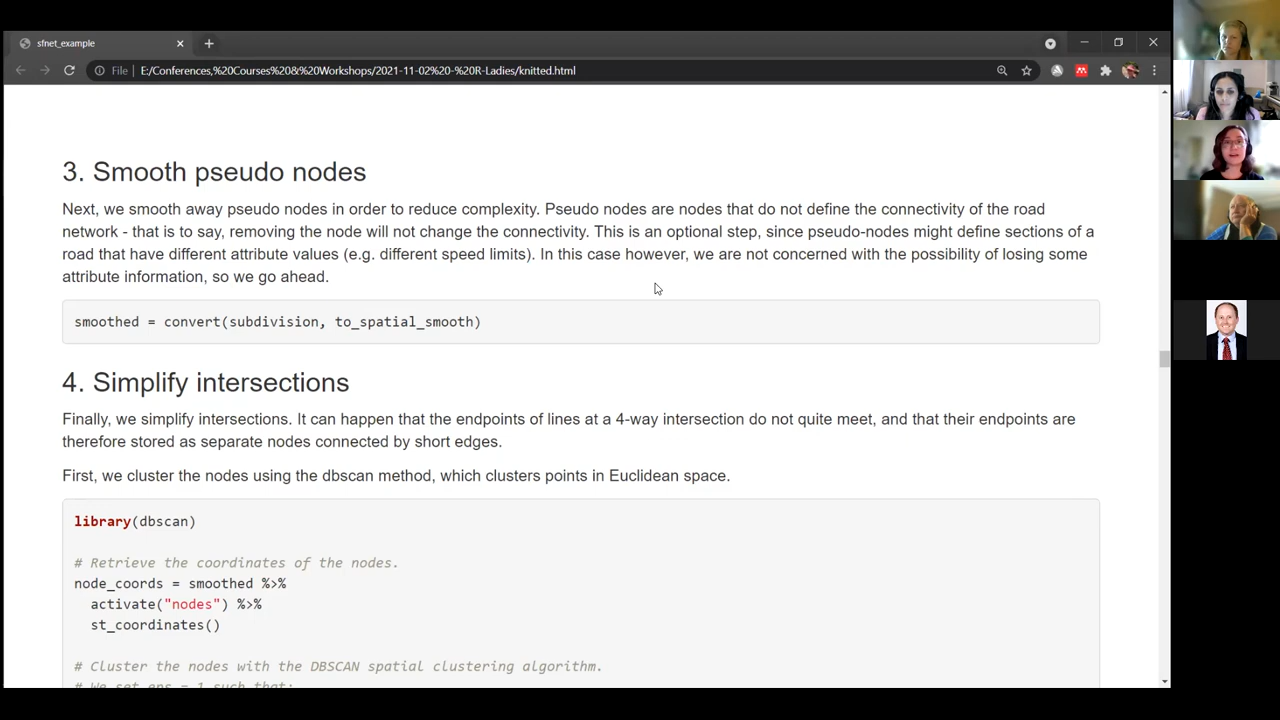 sfnet_example
File | E:/Conferences,%20Courses%20&%20Workshops/2021-11-02%20-%20R-Ladies/knitted.html
3. Smooth pseudo nodes
Next, we smooth away pseudo nodes in order to reduce complexity. Pseudo nodes are nodes that do not define the connectivity of the road
network - that is to say, removing the node will not change the connectivity. This is an optional step, since pseudo-nodes might define sections of a
road that have different attribute values (e.g. different speed limits). In this case however, we are not concerned with the possibility of losing some
attribute information, so we go ahead.
smoothed = convert(subdivision, to_spatial_smooth)
4. Simplify intersections
Finally, we simplify intersections. It can happen that the endpoints of lines at a 4-way intersection do not quite meet, and that their endpoints are
therefore stored as separate nodes connected by short edges.
First, we cluster the nodes using the dbscan method, which clusters points in Euclidean space.
library(dbscan)
# Retrieve the coordinates of the nodes.
node_coords = smoothed %>%
activate("nodes") %>%
st_coordinates()
# Cluster the nodes with the DBSCAN spatial clustering algorithm.
# We set eps = 1 such that: